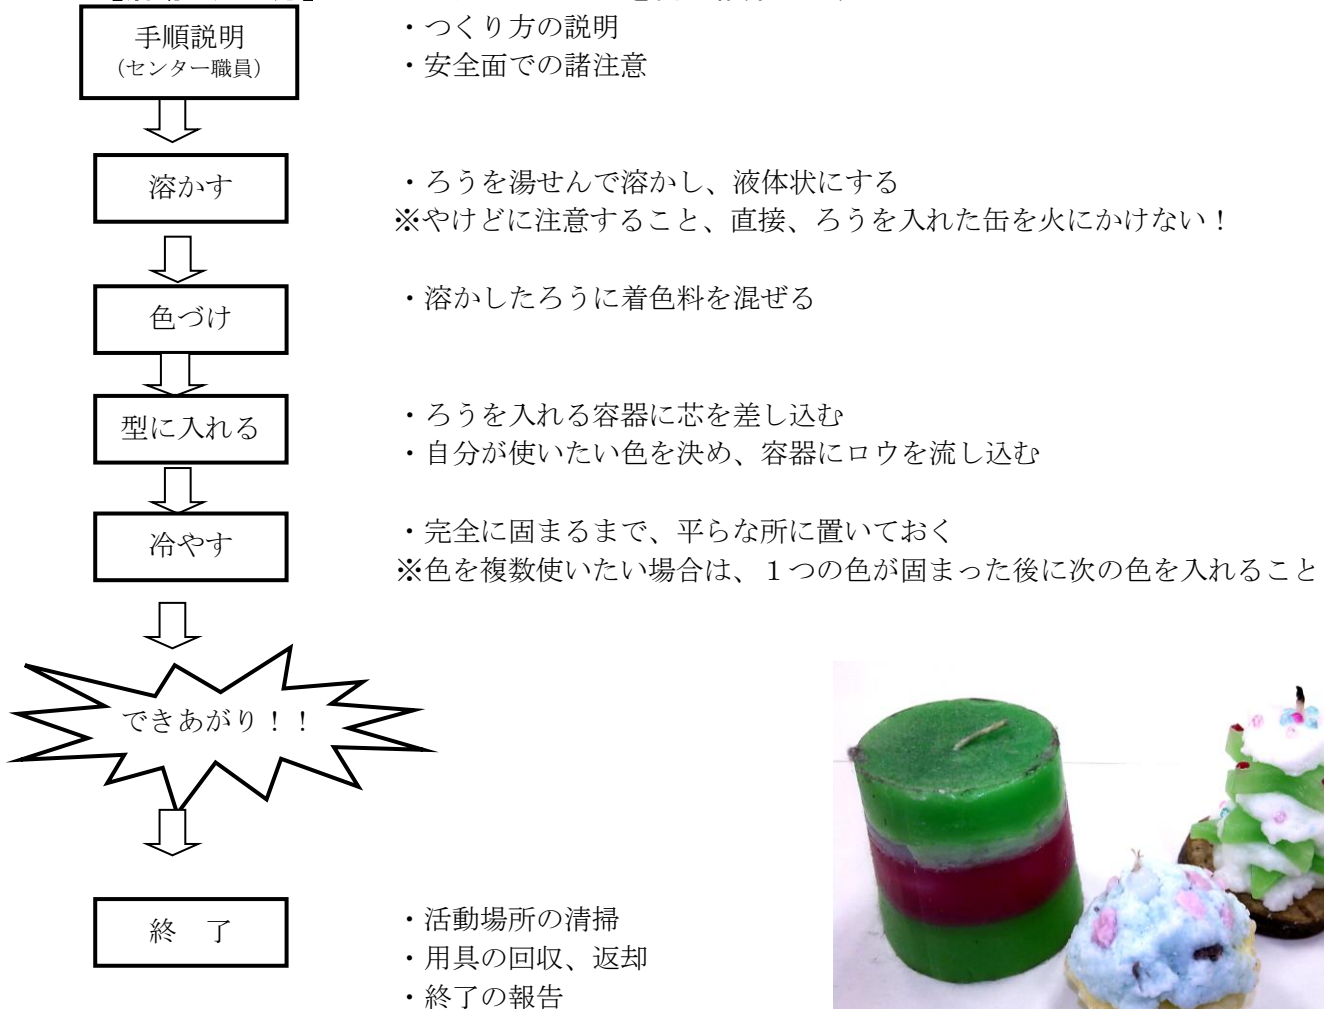 手順説明
(センター職員)
・つくり方の説明
・安全面での諸注意
溶かす
・ろうを湯せんで溶かし、液体状にする
※やけどに注意すること、直接、ろうを入れた缶を火にかけない！
色づけ
・溶かしたろうに着色料を混ぜる
型に入れる
・ろうを入れる容器に芯を差し込む
・自分が使いたい色を決め、容器にロウを流し込む
冷やす
・完全に固まるまで、平らな所に置いておく
※色を複数使いたい場合は、１つの色が固まった後に次の色を入れること
できあがり！！
終　了
・活動場所の清掃
・用具の回収、返却
・終了の報告